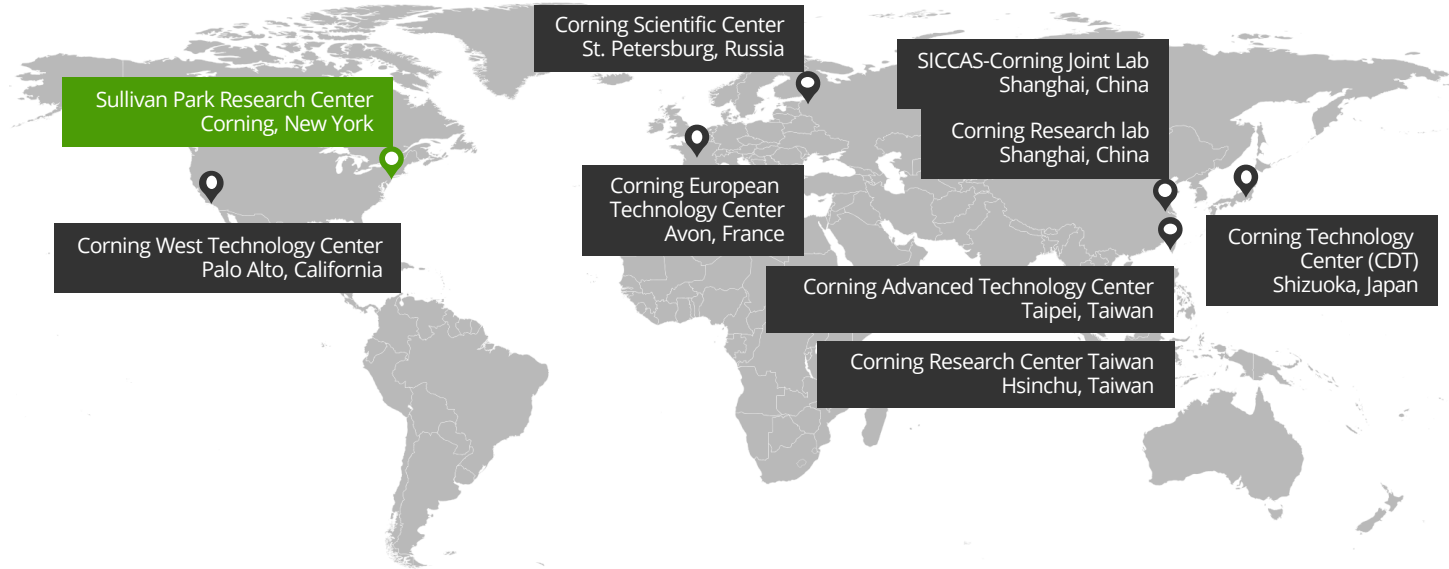 Corning Scientific Center
St. Petersburg, Russia
SICCAS-Corning Joint Lab
Shanghai, China
Sullivan Park Research Center
Corning, New York
Corning Research lab
Shanghai, China
Corning European
Technology Center
Avon, France
Corning West Technology Center
Palo Alto, California
Corning Technology
Center (CDT)
Shizuoka, Japan
Corning Advanced Technology Center
Taipei, Taiwan
Corning Research Center Taiwan
Hsinchu, Taiwan